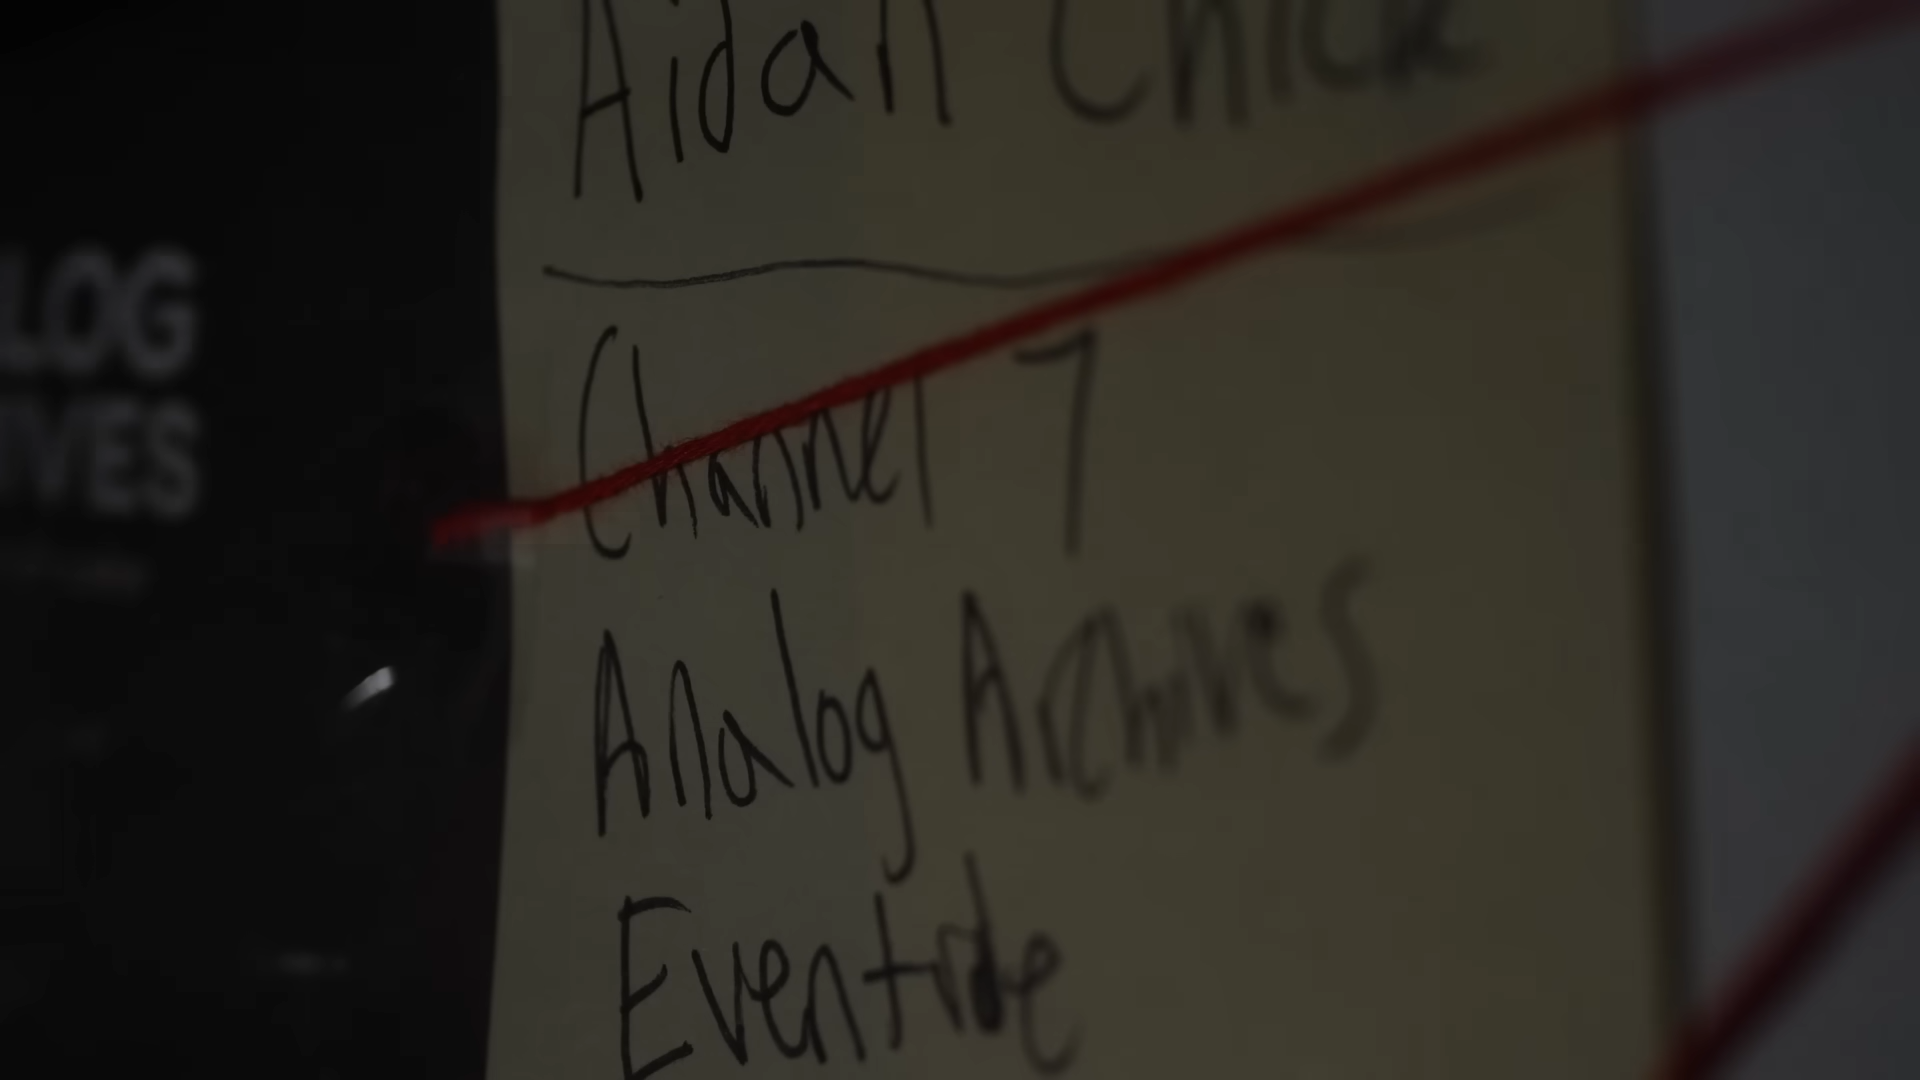 Aidan Chick
Channel 7
Analog Archives
Eventide
LOG
IVES